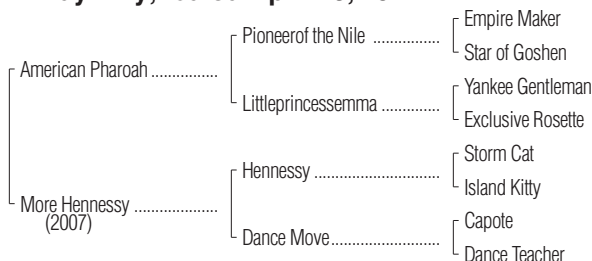 Empire Maker
Pioneerof the Nile ................
Star of Goshen
American Pharoah ................
Yankee Gentleman
Littleprincessemma ..............
Exclusive Rosette
Storm Cat
Hennessy ..............................
Island Kitty
More Hennessy ....................
(2007)
Capote
Dance Move..........................
Dance Teacher